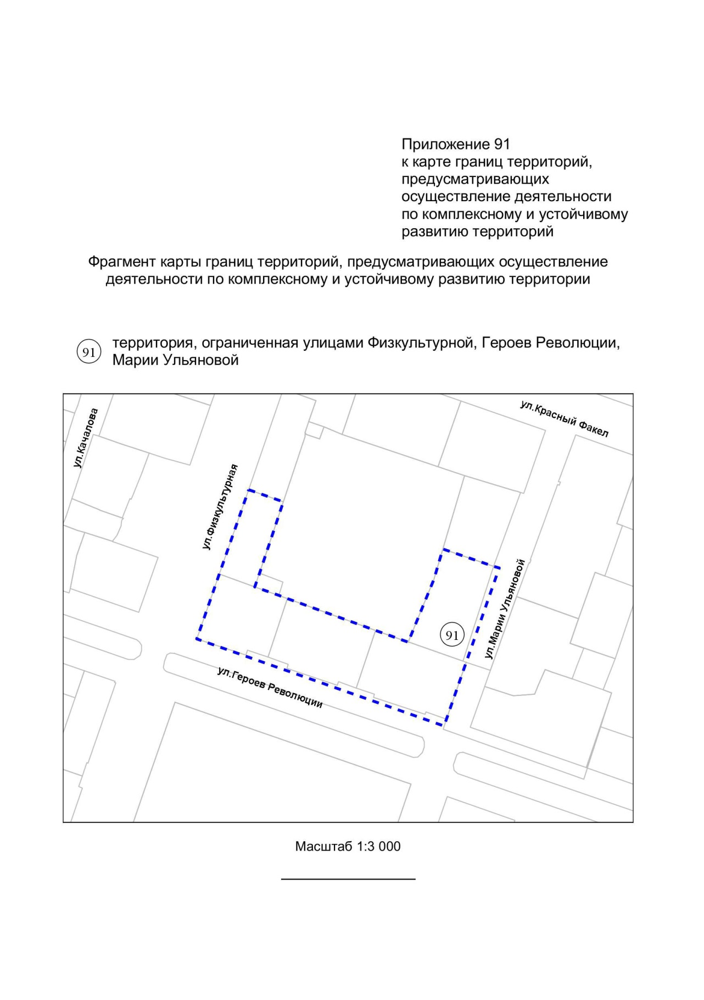 Приложение 91
к карте границ территорий,
предусматривающих
осуществление деятельности
по комплексному и устойчивому
развитию территорий
Фрагмент карты границ территорий, предусматривающих осуществление
деятельности по комплексному и устойчивому развитию территории
91
территория, ограниченная улицами Физкультурной, Героев Революции,
Марии Ульяновой
ул.Качалова
ул.Красный Факел
ул.Физкультурная
ул.Марии Ульяновой
91
ул.Героев Революции
Масштаб 1:3 000